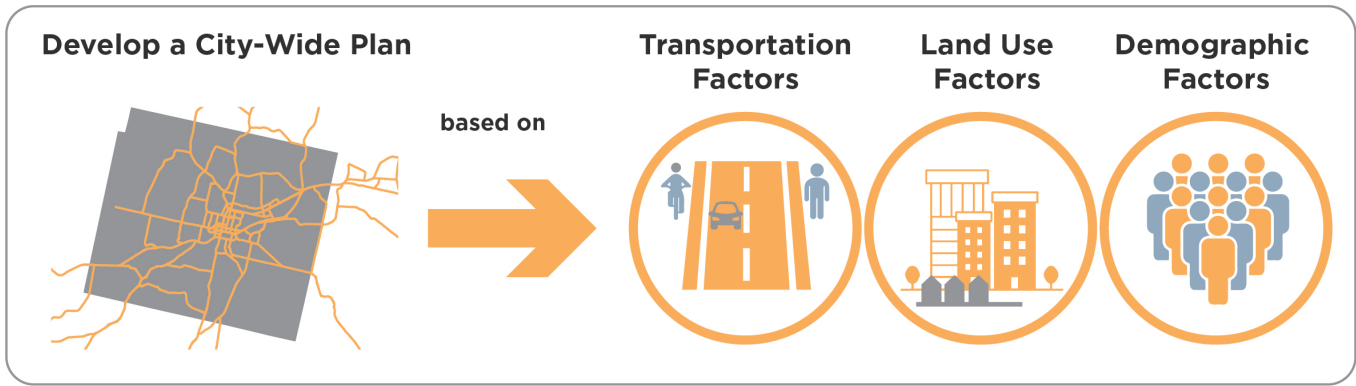 Develop a City-Wide Plan
based on
Transportation
Factors
Land Use
Factors
Demographic
Factors